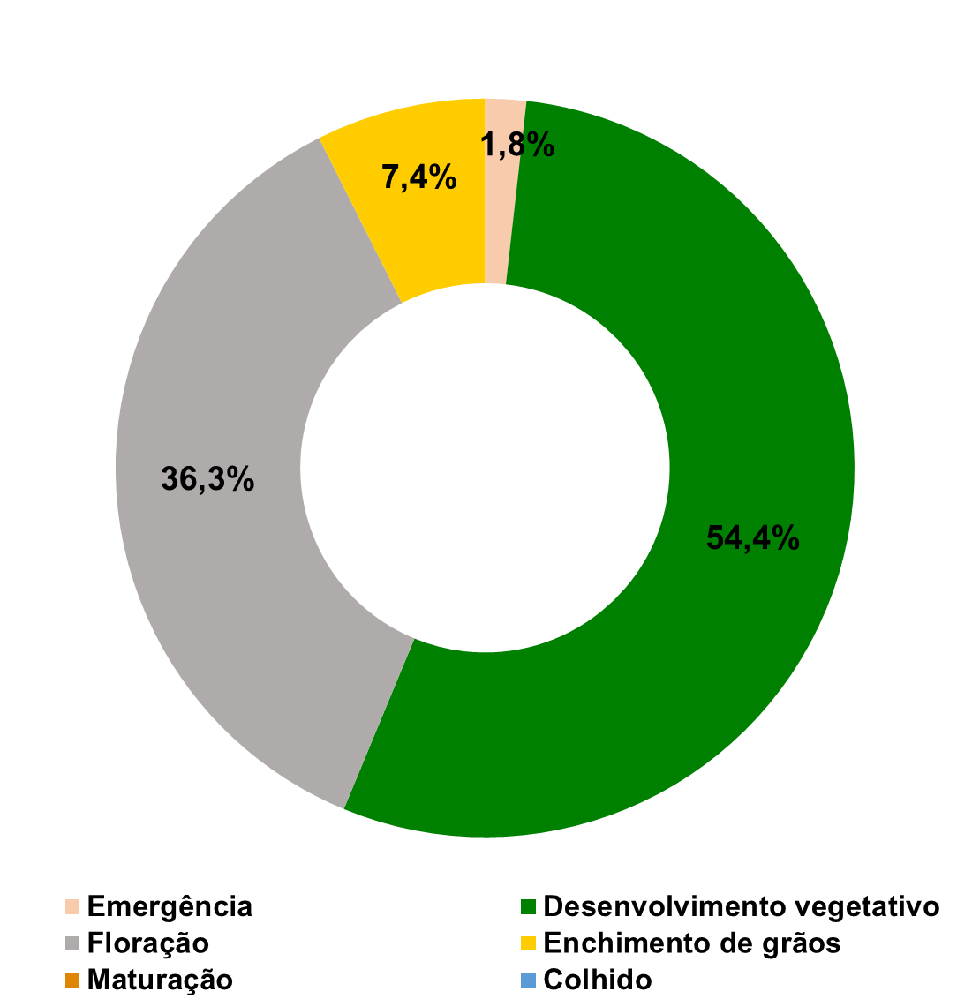 1,8%
7,4%
36,3%
54,4%
Emergência
Desenvolvimento vegetativo
Floração
Enchimento de grãos
Maturação
Colhido